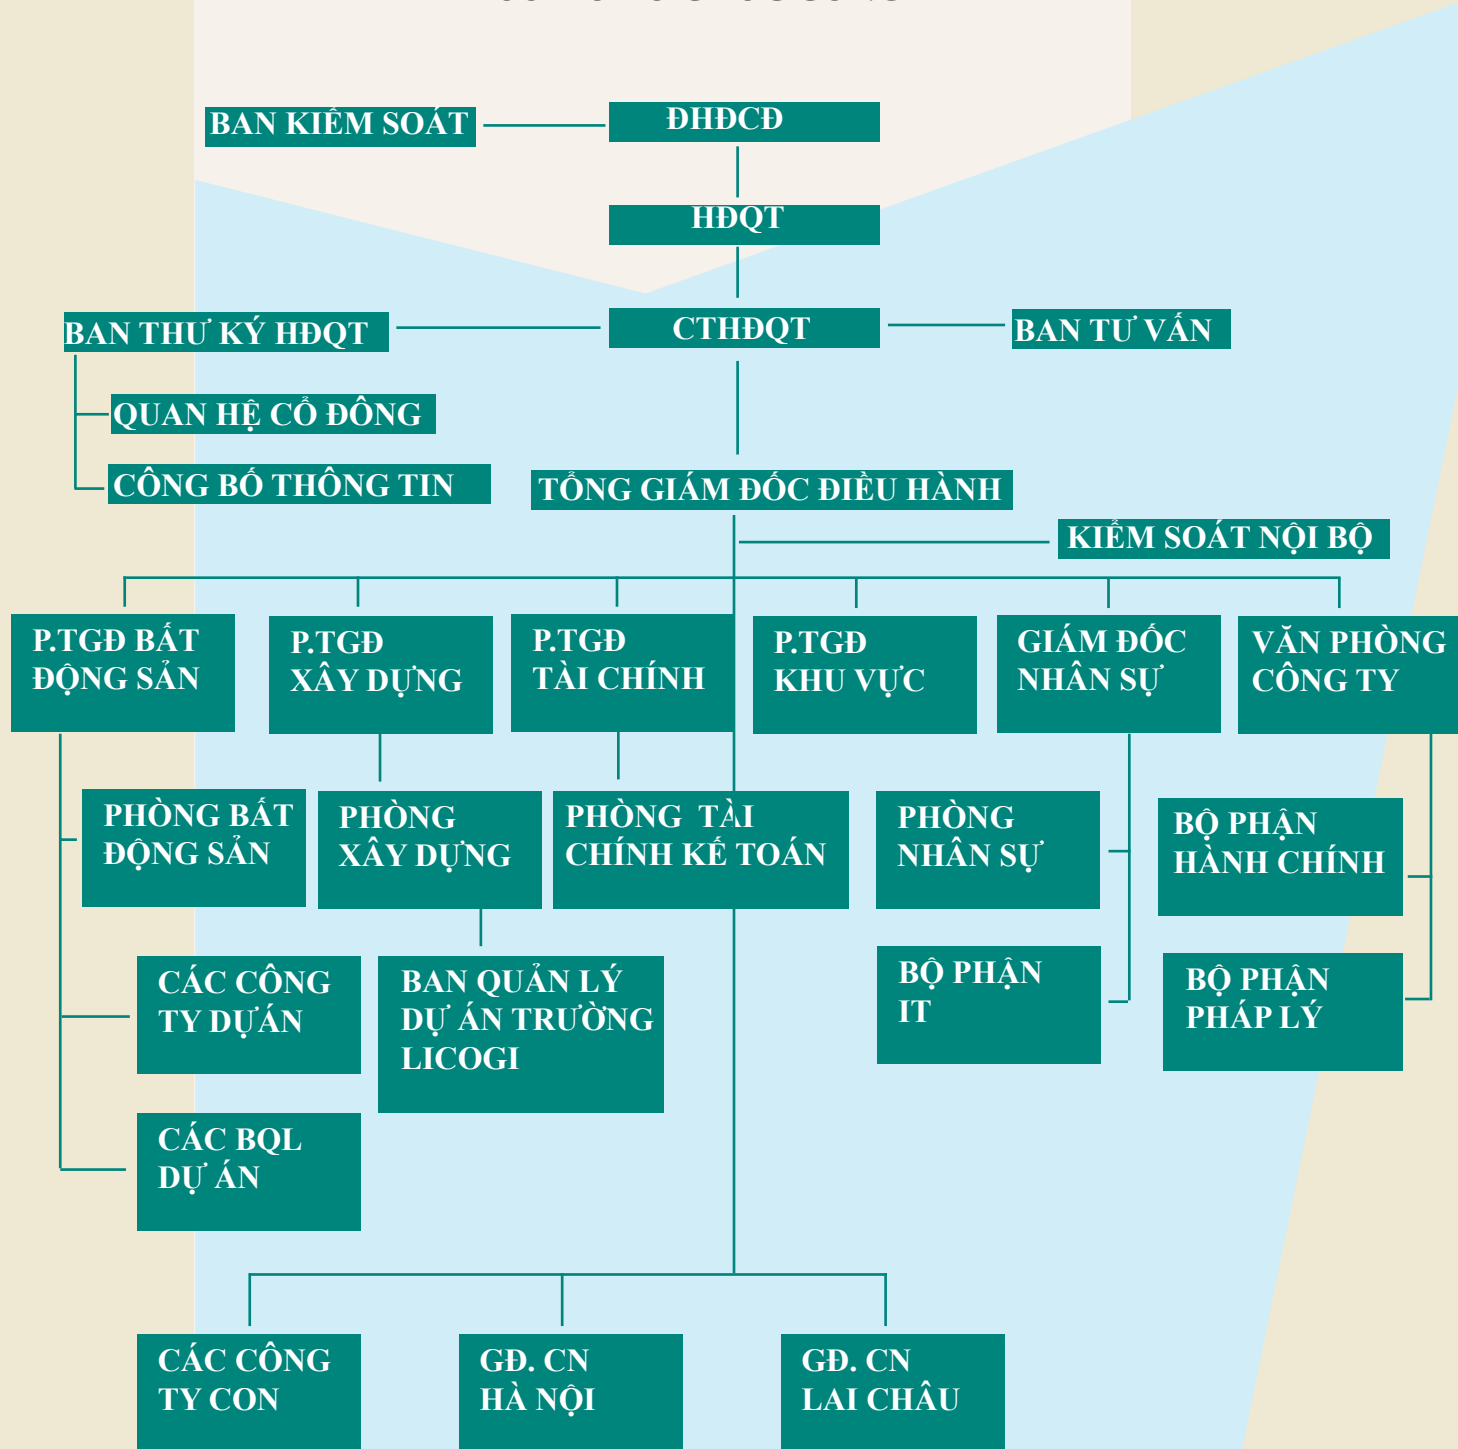 BAN KIỂM SOÁT
ĐHĐCĐ
HĐQT
BAN THƯ KÝ HĐQT
CTHĐQT
BAN TƯ VẤN
QUAN HỆ CỔ ĐÔNG
CÔNG BỐ THÔNG TIN
TỔNG GIÁM ĐỐC ĐIỀU HÀNH
KIỂM SOÁT NỘI BỘ
P.TGĐ BẤT
ĐỘNG SẢN
P.TGĐ
XÂY DỰNG
P.TGĐ
TÀI CHÍNH
P.TGĐ
KHU VỰC
GIÁM ĐỐC
NHÂN SỰ
VĂN PHÒNG
CÔNG TY
PHÒNG BẤT
ĐỘNG SẢN
PHÒNG
XÂY DỰNG
PHÒNG TÀI
CHÍNH KẾ TOÁN
PHÒNG
NHÂN SỰ
BỘ PHẬN
HÀNH CHÍNH
CÁC CÔNG
TY DỰÁN
BAN QUẢN LÝ
DỰ ÁN TRƯỜNG
LICOGI
BỘ PHẬN
IT
BỘ PHẬN
PHÁP LÝ
CÁC BQL
DỰ ÁN
CÁC CÔNG
TY CON
GĐ. CN
HÀ NỘI
GĐ. CN
LAI CHÂU